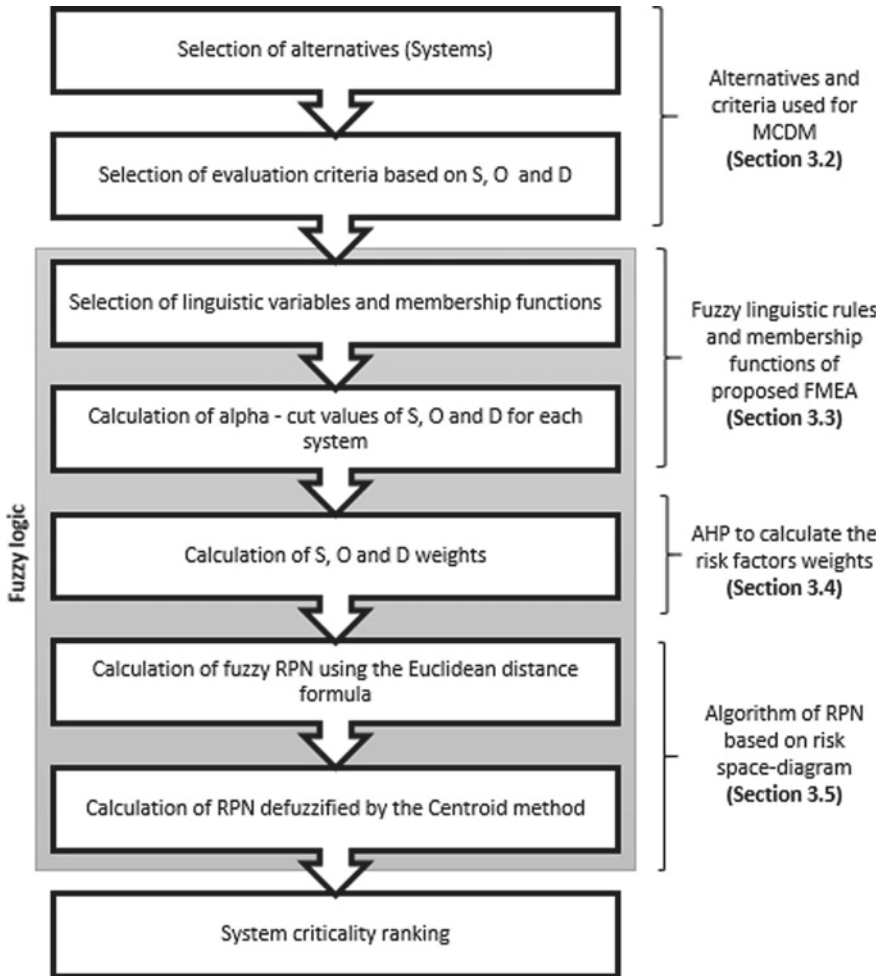 Selection of alternatives (Systems)
Selection of evaluation criteria based on S, O and D
Alternatives and
criteria used for
MCDM
(Section 3.2)
Fuzzy logic
Selection of linguistic variables and membership functions
Calculation of alpha - cut values of S, O and D for each
system
Fuzzy linguistic rules
and membership
functions of
proposed FMEA
(Section 3.3)
Calculation of S, O and D weights
AHP to calculate the
risk factors weights
(Section 3.4)
Calculation of fuzzy RPN using the Euclidean distance
formula
Calculation of RPN defuzzified by the Centroid method
Algorithm of RPN
based on risk
space-diagram
(Section 3.5)
System criticality ranking